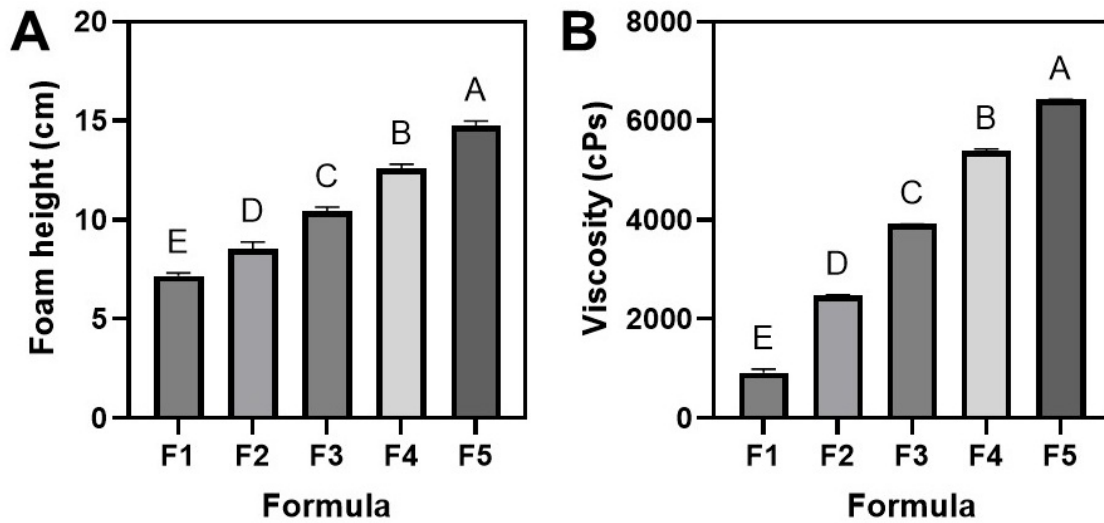 A
Foam height (cm)
20
15
10
5
0
E
D
C
B
A
F1 F2 F3 F4 F5
Formula
B
Viscosity (cPs)
8000
6000
4000
2000
0
E
D
C
B
A
F1 F2 F3 F4 F5
Formula